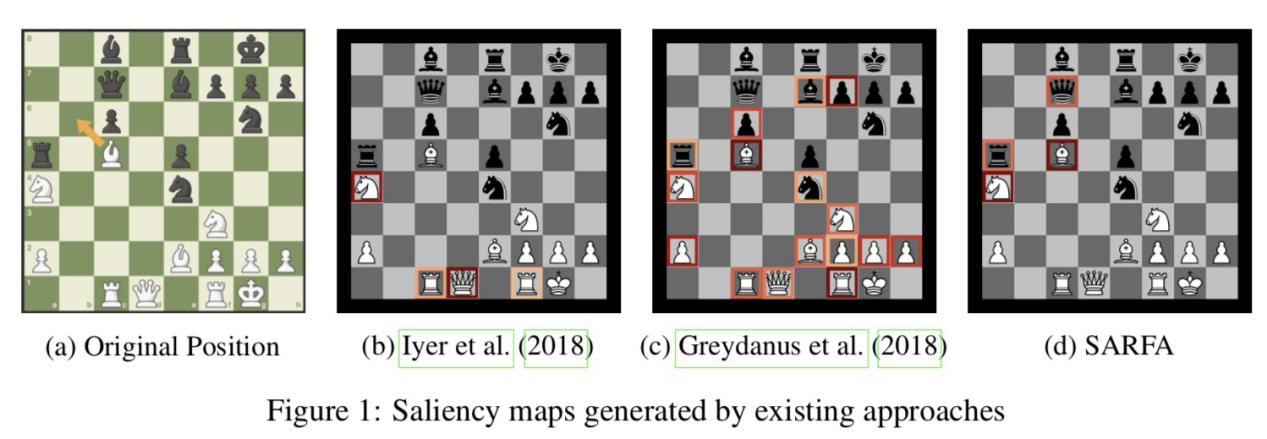 8
7
6
5
4
3
2
1
a b c d e f g h
(a) Original Position
(b) Iyer et al. (2018)
(c) Greydanus et al. (2018)
(d) SARFA
Figure 1: Saliency maps generated by existing approaches